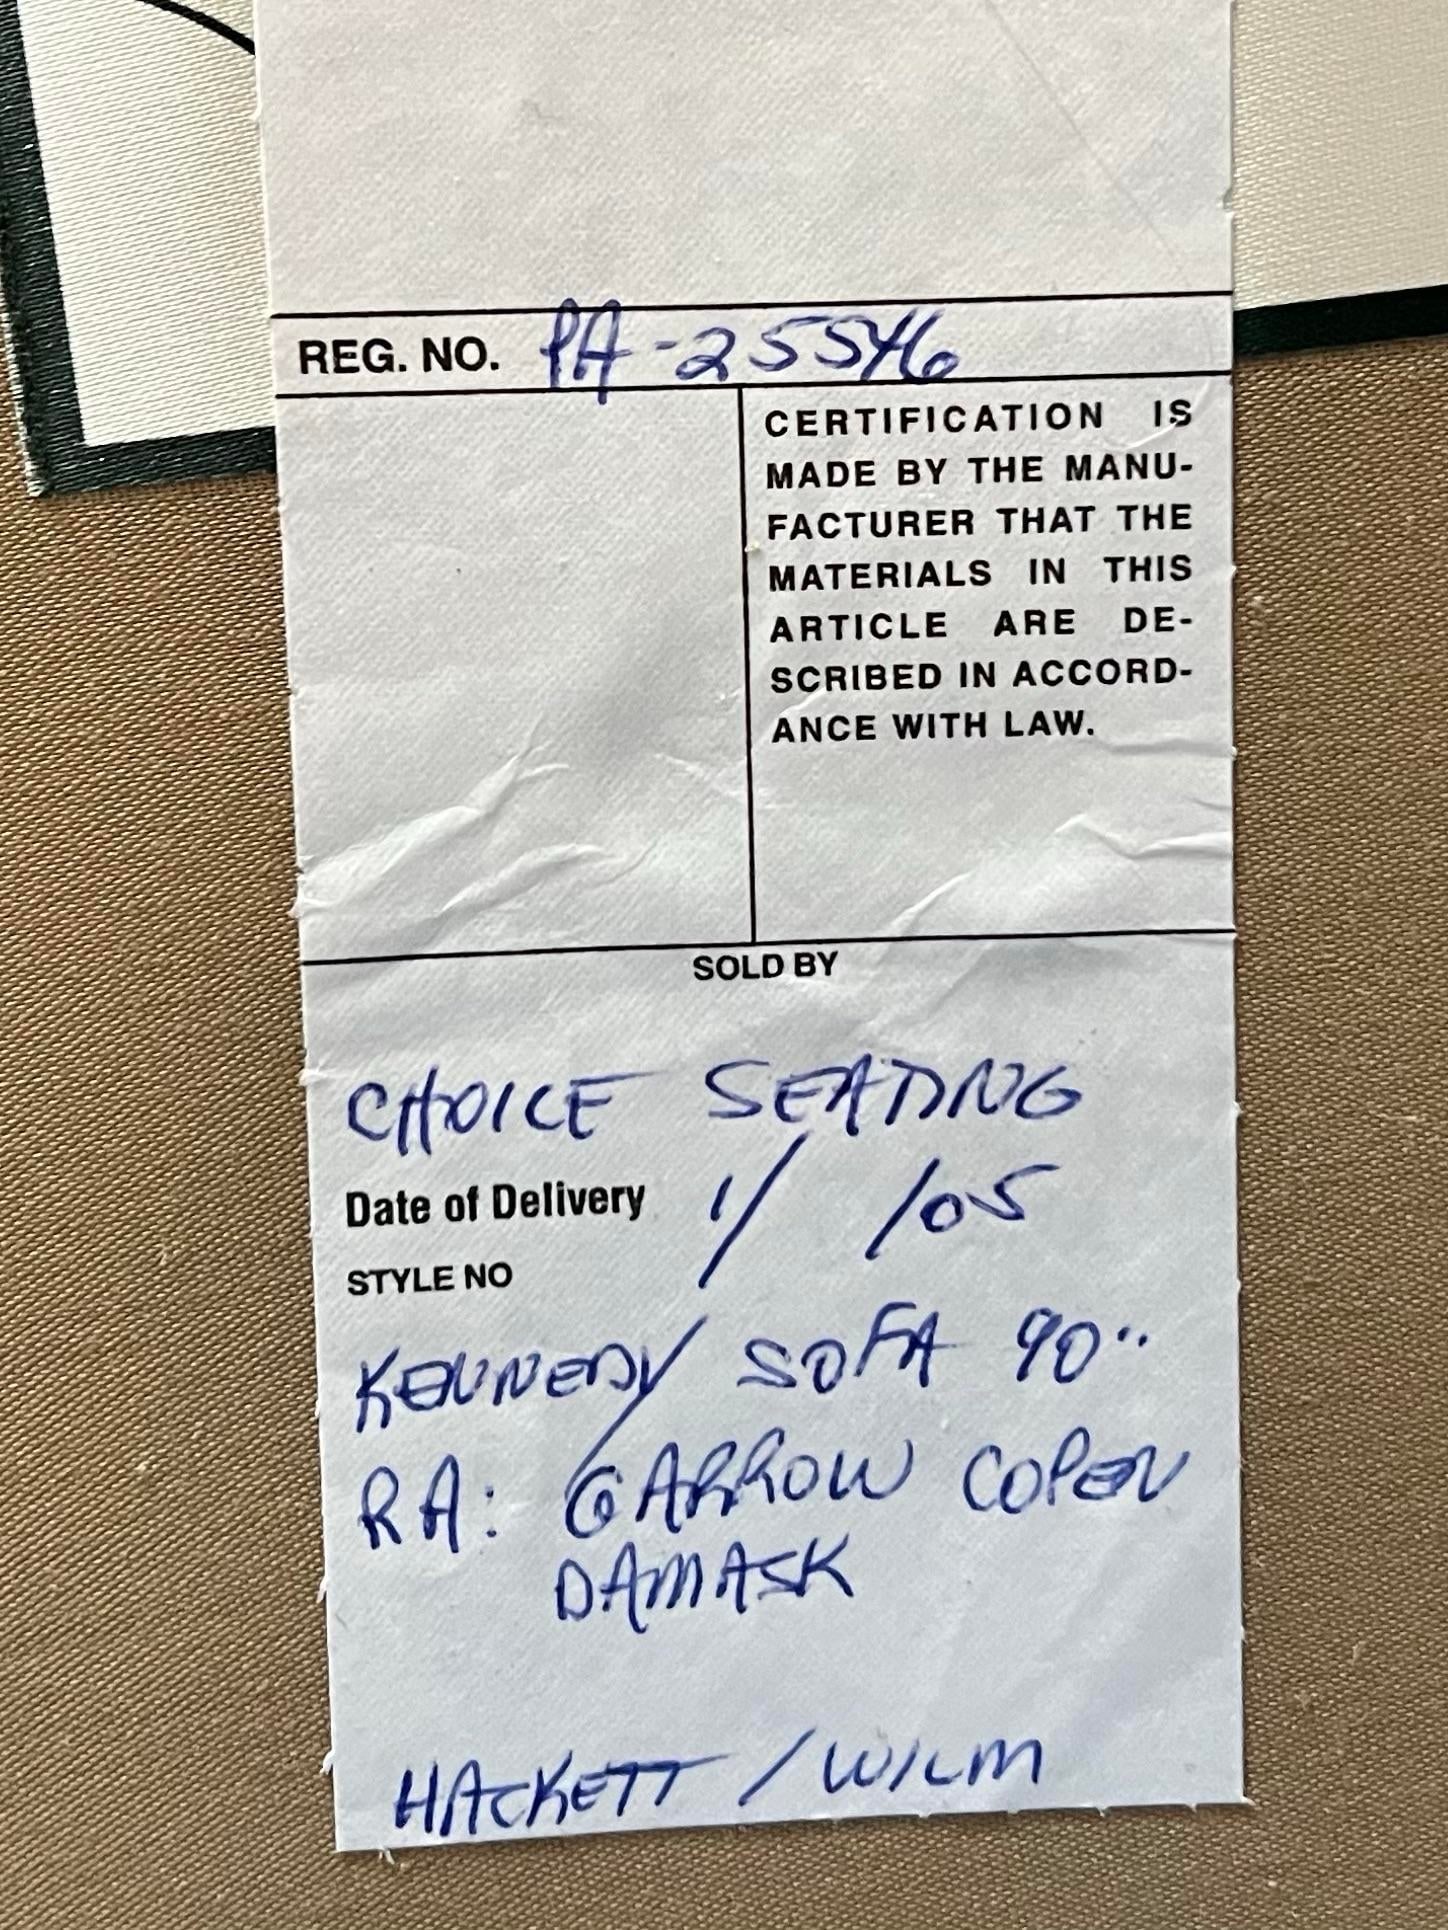 REG. NO. PA-25546
CERTIFICATION IS
MADE BY THE MANU-
FACTURER THAT THE
MATERIALS IN THIS
ARTICLE ARE DE-
SCRIBED IN ACCORD-
ANCE WITH LAW.
SOLD BY
CHOICE SEATING
Date of Delivery 1/ /05
STYLE NO
KENNEDY SOFA 90"
RA: GARROW COPEN
DAMASK
HACKETT / WILM